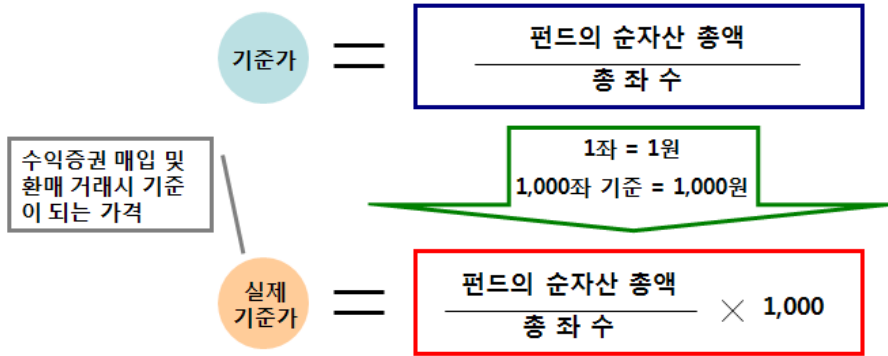 기준가
펀드의 순자산 총액
총 좌 수
수익증권 매입 및
환매 거래시 기준
이 되는 가격
1좌 = 1원
1,000좌 기준 = 1,000원
실제
기준가
펀드의 순자산 총액
총 좌 수
× 1,000